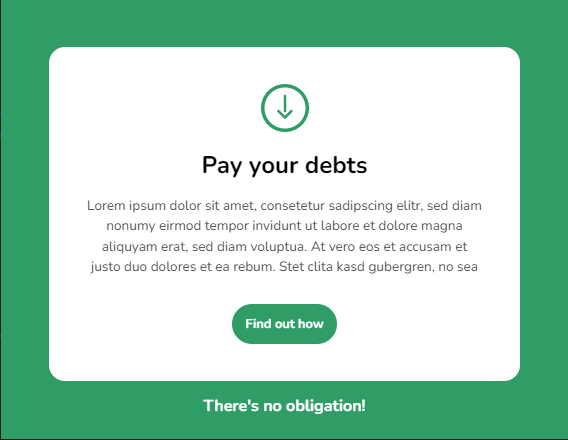 Pay your debts
Lorem ipsum dolor sit amet, consetetur sadipscing elitr, sed diam
nonumy eirmod tempor invidunt ut labore et dolore magna
aliquyam erat, sed diam voluptua. At vero eos et accusam et
justo duo dolores et ea rebum. Stet clita kasd gubergren, no sea
Find out how
There's no obligation!